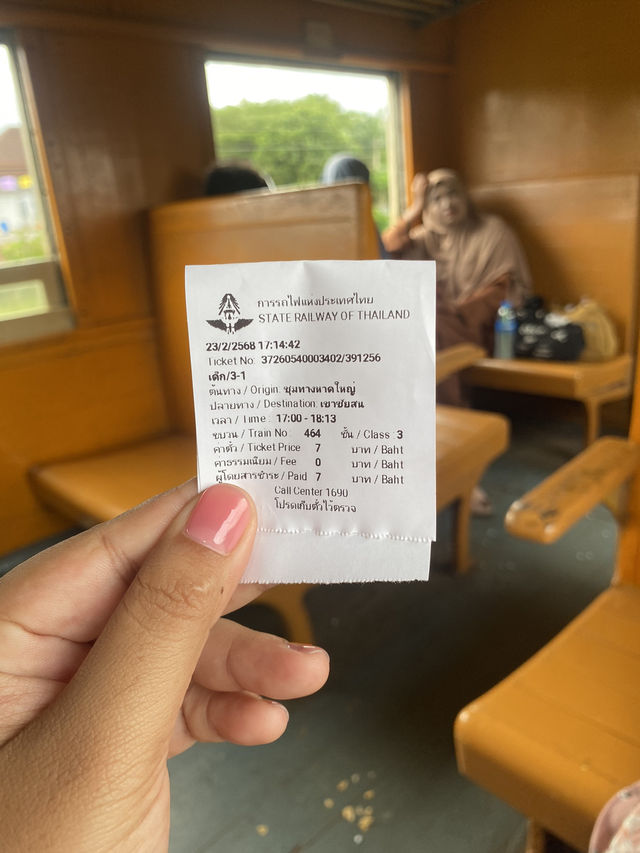 การรถไฟแห่งประเทศไทย
STATE RAILWAY OF THAILAND
23/2/2568 17:14:42
Ticket No: 37260540003402/391256
เด็ก/3-1
ต้นทาง / Origin: ชุมทางหาดใหญ่
ปลายทาง / Destination: เขาชัยสน
เวลา / Time : 17:00 - 18:13
ขบวน / Train No : 464 ชั้น / Class : 3
ค่าตั๋ว / Ticket Price 7 บาท / Baht
ค่าธรรมเนียม / Fee 0 บาท / Baht
ผู้โดยสารชำระ / Paid 7 บาท / Baht
Call Center 1690
โปรดเก็บตั๋วไว้ตรวจ